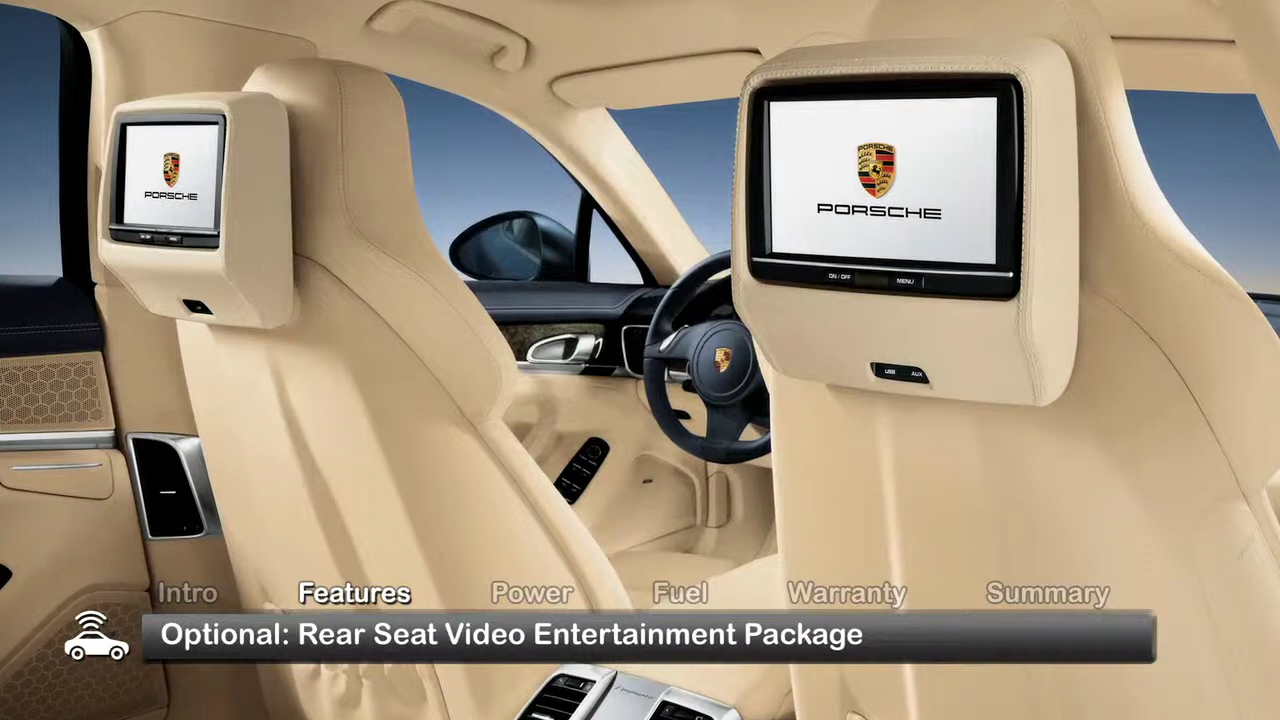 PORSCHE
PORSCHE
PORSCHE
ON / OFF
MENU
USB
AUX
Intro
Features
Power
Fuel
Warranty
Summary
Optional: Rear Seat Video Entertainment Package